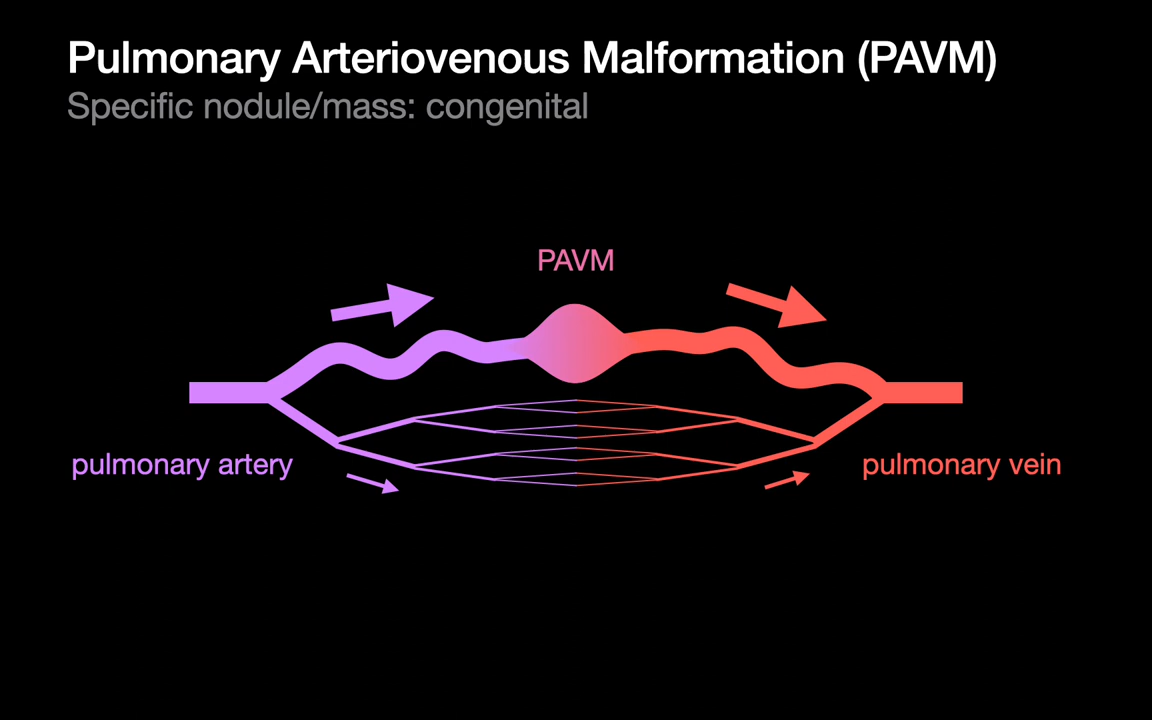 Pulmonary Arteriovenous Malformation (PAVM)
Specific nodule/mass: congenital
PAVM
pulmonary artery
pulmonary vein